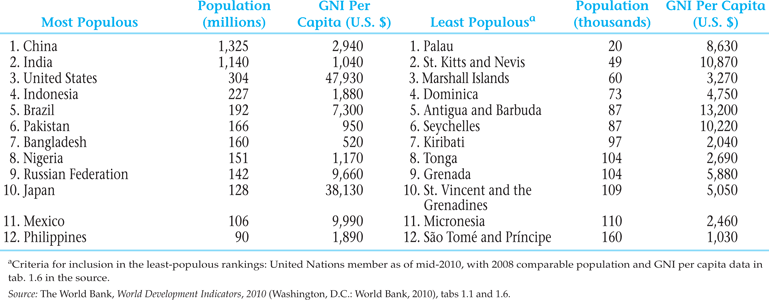 Most Populous Population (millions) GNI Per Capita (U.S. $) Least Populousᵃ Population (thousands) GNI Per Capita (U.S. $)
1. China 1,325 2,940 1. Palau 20 8,630
2. India 1,140 1,040 2. St. Kitts and Nevis 49 10,870
3. United States 304 47,930 3. Marshall Islands 60 3,270
4. Indonesia 227 1,880 4. Dominica 73 4,750
5. Brazil 192 7,300 5. Antigua and Barbuda 87 13,200
6. Pakistan 166 950 6. Seychelles 87 10,220
7. Bangladesh 160 520 7. Kiribati 97 2,040
8. Nigeria 151 1,170 8. Tonga 104 2,690
9. Russian Federation 142 9,660 9. Grenada 104 5,880
10. Japan 128 38,130 10. St. Vincent and the 109 5,050
Grenadines
11. Mexico 106 9,990 11. Micronesia 110 2,460
12. Philippines 90 1,890 12. São Tomé and Príncipe 160 1,030
ᵃCriteria for inclusion in the least-populous rankings: United Nations member as of mid-2010, with 2008 comparable population and GNI per capita data in
tab. 1.6 in the source.
Source: The World Bank, World Development Indicators, 2010 (Washington, D.C.: World Bank, 2010), tabs 1.1 and 1.6.